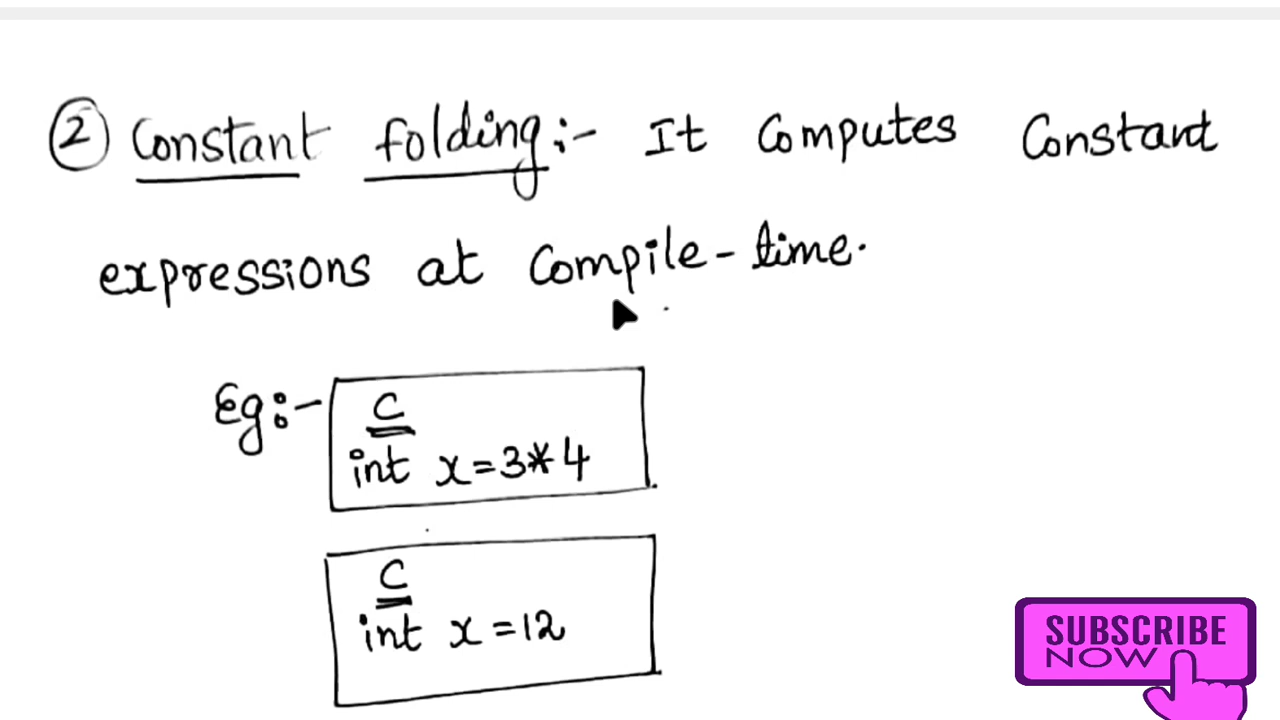 ② Constant folding:- It Computes Constant
expressions at Compile-time.
Eg:-
C
int x=3*4
C
int x=12
SUBSCRIBE
NOW